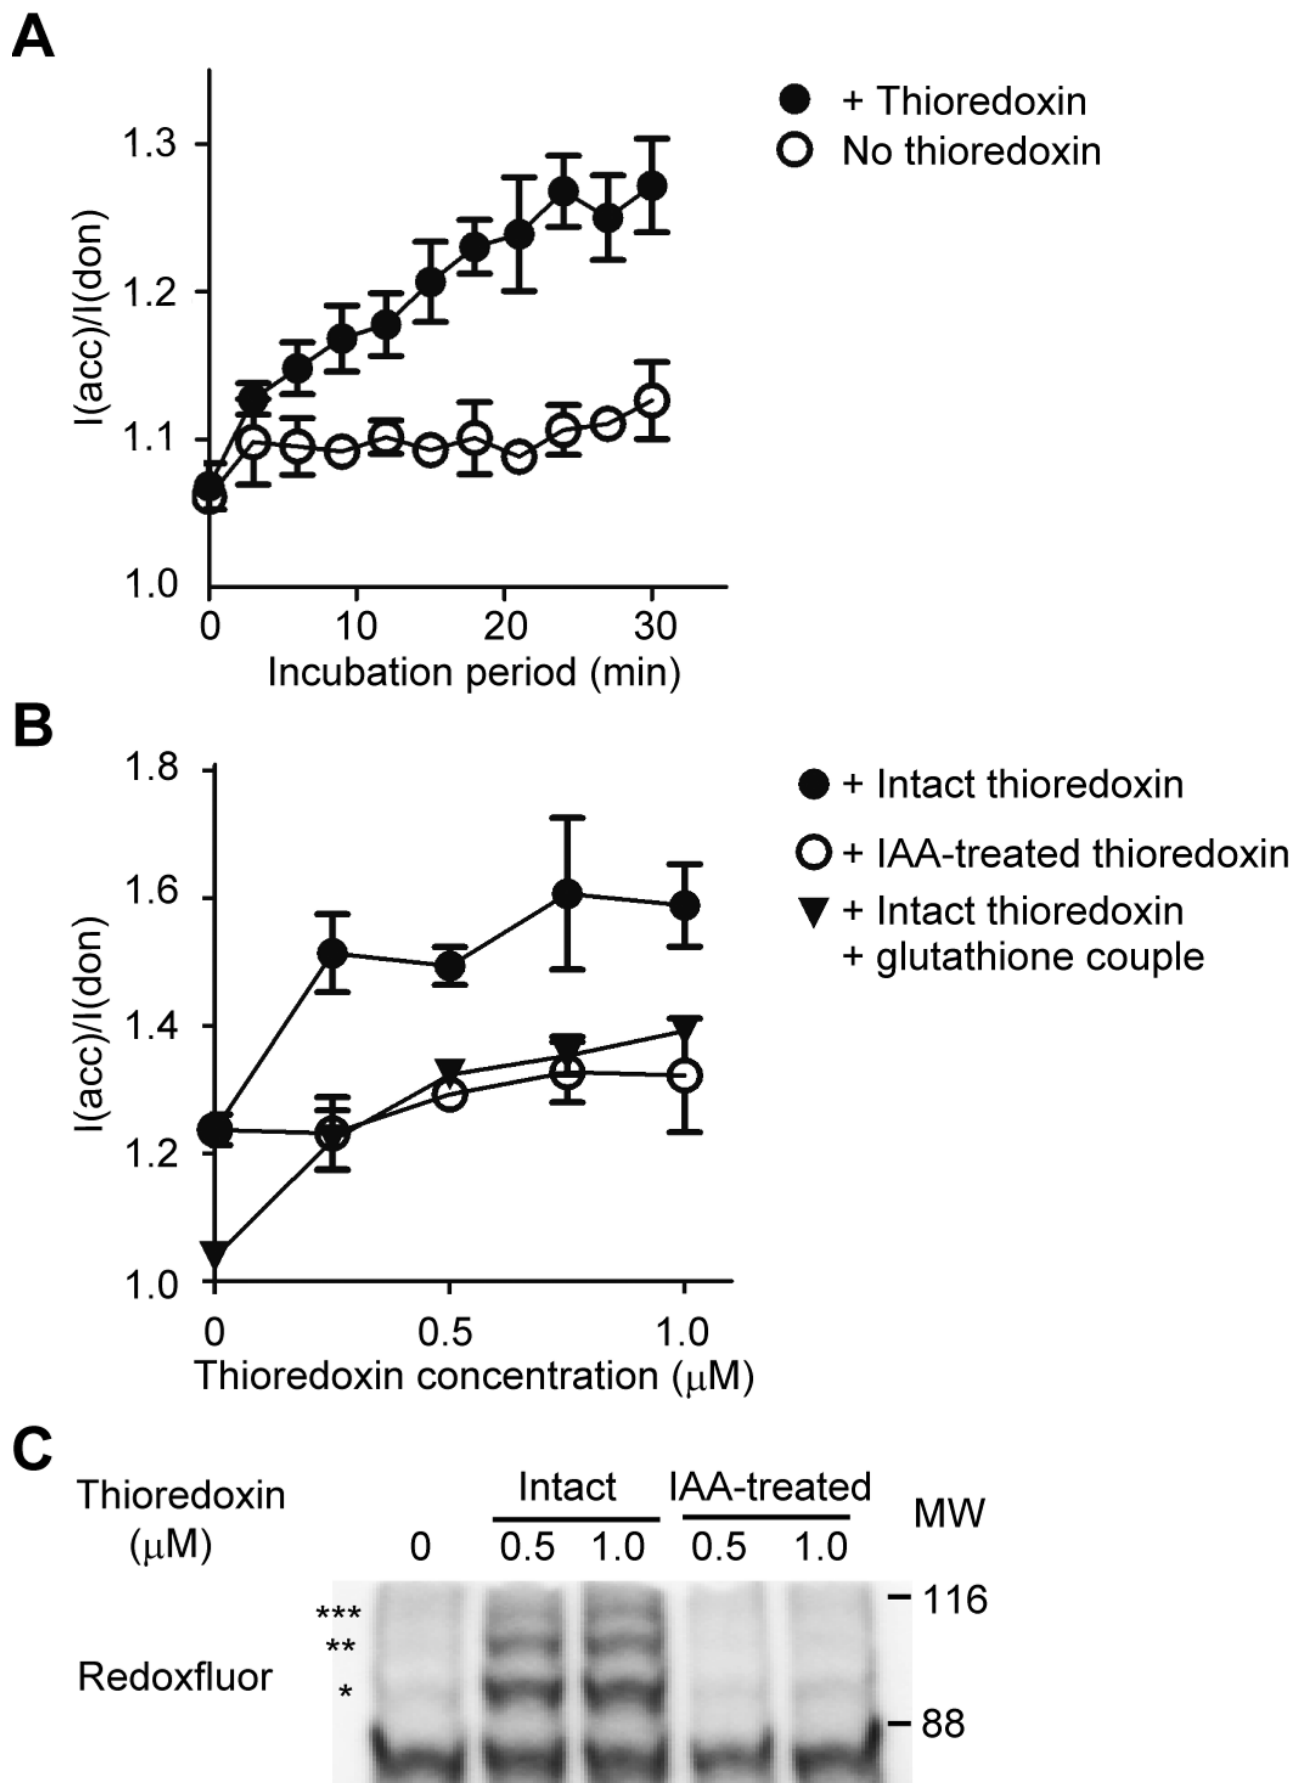 A
1.3
1.2
1.1
1.0
I(acc)/I(don)
0 10 20 30
Incubation period (min)
+ Thioredoxin
No thioredoxin
B
1.8
1.6
1.4
1.2
1.0
I(acc)/I(don)
0 0.5 1.0
Thioredoxin concentration (μM)
+ Intact thioredoxin
+ IAA-treated thioredoxin
+ Intact thioredoxin
+ glutathione couple
C
Thioredoxin
(μM)
Intact IAA-treated
MW
0 0.5 1.0 0.5 1.0
116
***
**
Redoxfluor
*
88